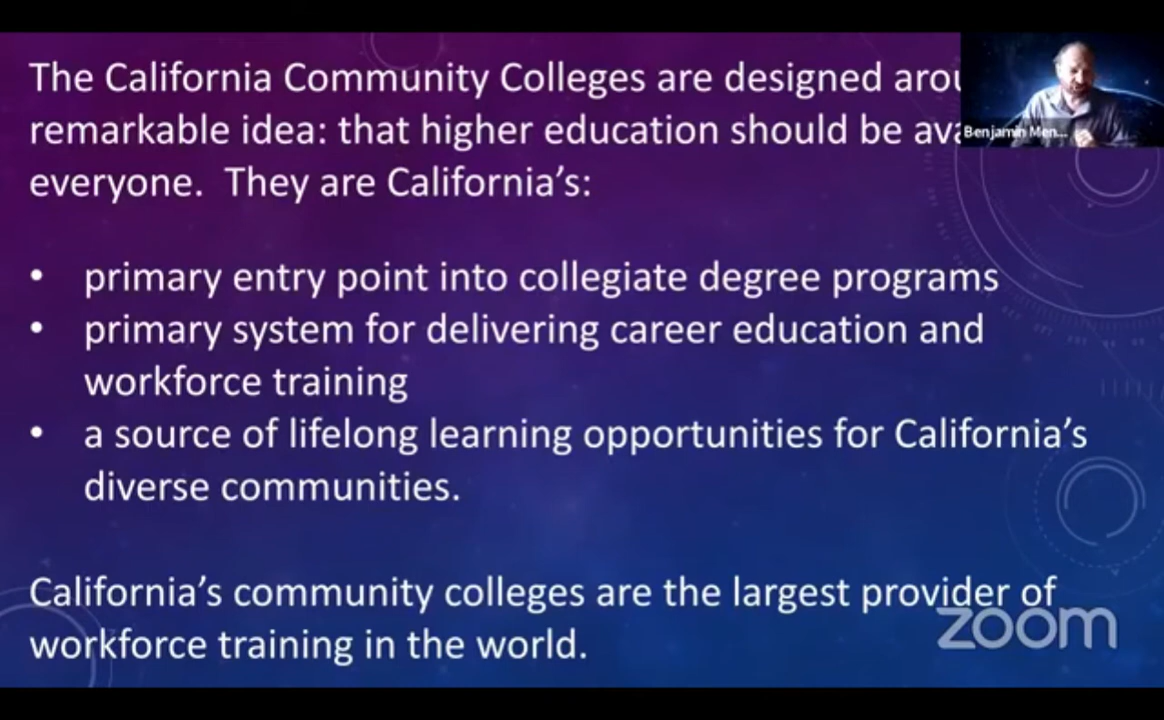 The California Community Colleges are designed
remarkable idea: that higher education should be
everyone.  They are California's:
• primary entry point into collegiate degree programs
• primary system for delivering career education and
workforce training
• a source of lifelong learning opportunities for California's
diverse communities.
California's community colleges are the largest provider of
workforce training in the world.
Benjamin Men...
zoom